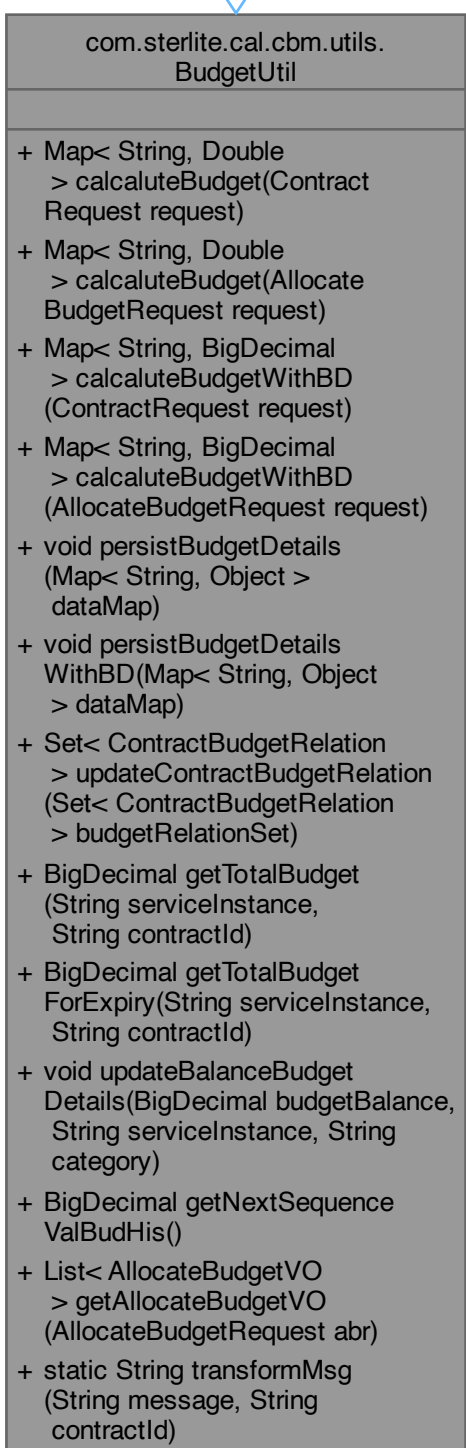 com.sterlite.cal.cbm.utils.
BudgetUtil
+ Map< String, Double
> calcaluteBudget(Contract
Request request)
+ Map< String, Double
> calcaluteBudget(Allocate
BudgetRequest request)
+ Map< String, BigDecimal
> calcaluteBudgetWithBD
(ContractRequest request)
+ Map< String, BigDecimal
> calcaluteBudgetWithBD
(AllocateBudgetRequest request)
+ void persistBudgetDetails
(Map< String, Object >
dataMap)
+ void persistBudgetDetails
WithBD(Map< String, Object
> dataMap)
+ Set< ContractBudgetRelation
> updateContractBudgetRelation
(Set< ContractBudgetRelation
> budgetRelationSet)
+ BigDecimal getTotalBudget
(String serviceInstance,
String contractId)
+ BigDecimal getTotalBudget
ForExpiry(String serviceInstance,
String contractId)
+ void updateBalanceBudget
Details(BigDecimal budgetBalance,
String serviceInstance, String
category)
+ BigDecimal getNextSequence
ValBudHis()
+ List< AllocateBudgetVO
> getAllocateBudgetVO
(AllocateBudgetRequest abr)
+ static String transformMsg
(String message, String
contractId)